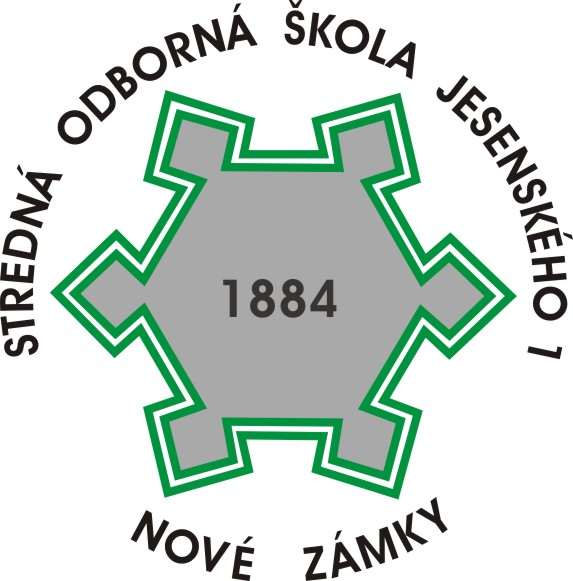 STREDNÁ ODBORNÁ ŠKOLA JESENSKÉHO 1
1884
NOVÉ ZÁMKY